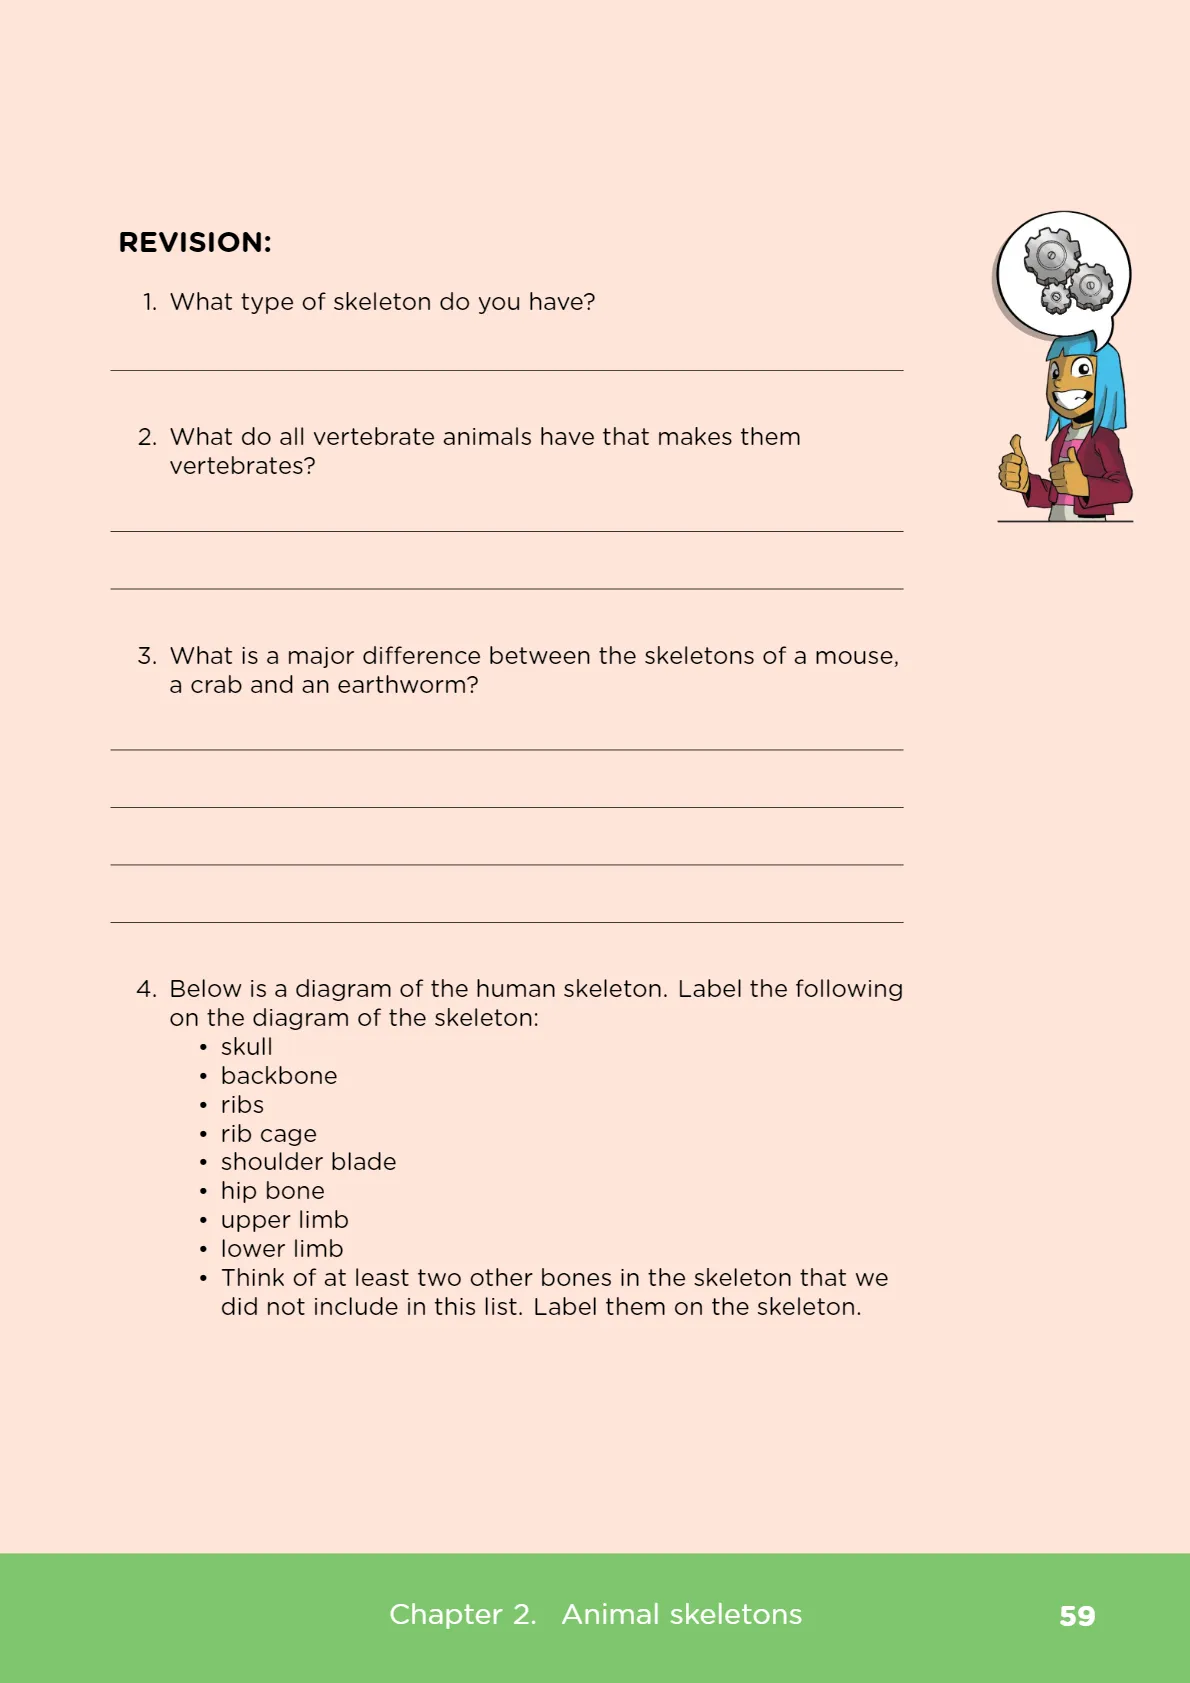 REVISION:
1. What type of skeleton do you have?
2. What do all vertebrate animals have that makes them
vertebrates?
3. What is a major difference between the skeletons of a mouse,
a crab and an earthworm?
4. Below is a diagram of the human skeleton. Label the following
on the diagram of the skeleton:
• skull
• backbone
• ribs
• rib cage
• shoulder blade
• hip bone
• upper limb
• lower limb
• Think of at least two other bones in the skeleton that we
did not include in this list. Label them on the skeleton.
Chapter 2. Animal skeletons 59